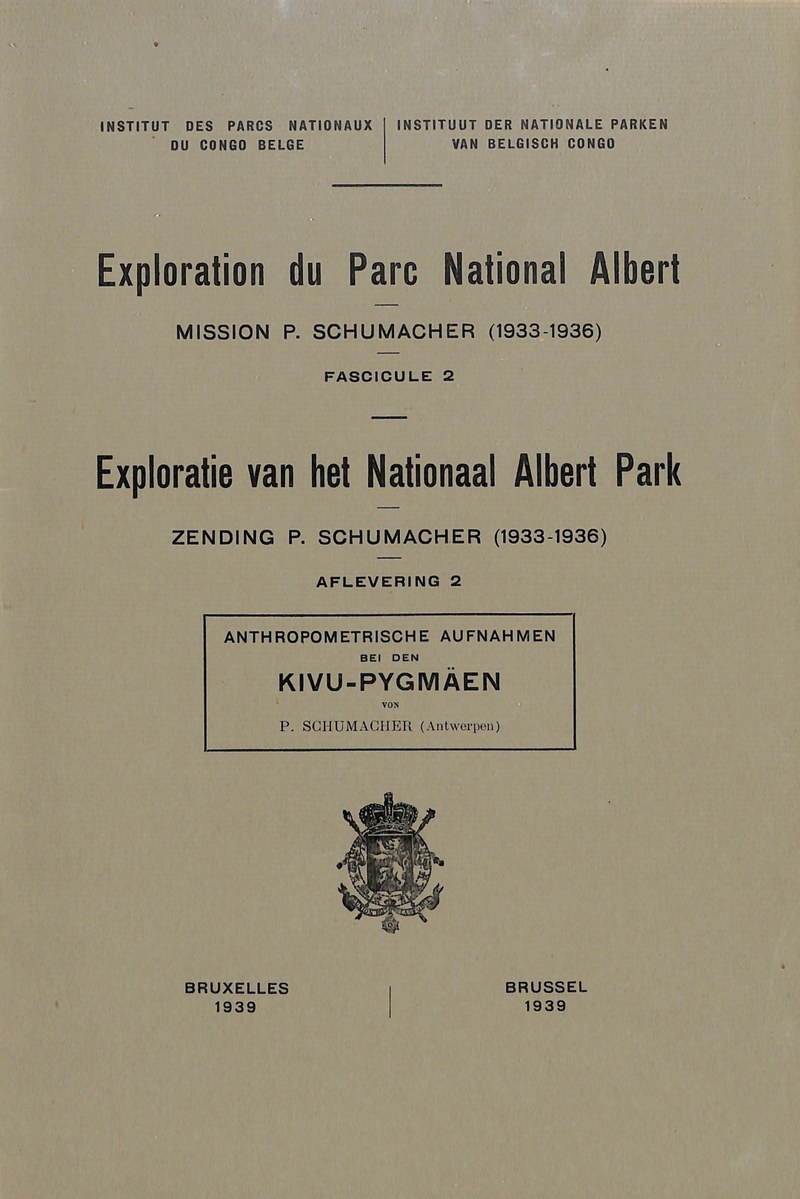 INSTITUT DES PARCS NATIONAUX
DU CONGO BELGE
INSTITUUT DER NATIONALE PARKEN
VAN BELGISCH CONGO
Exploration du Parc National Albert
MISSION P. SCHUMACHER (1933-1936)
FASCICULE 2
Exploratie van het Nationaal Albert Park
ZENDING P. SCHUMACHER (1933-1936)
AFLEVERING 2
ANTHROPOMETRISCHE AUFNAHMEN
BEI DEN
KIVU-PYGMÄEN
VON
P. SCHUMACHER (Antwerpen)
BRUXELLES
1939
BRUSSEL
1939